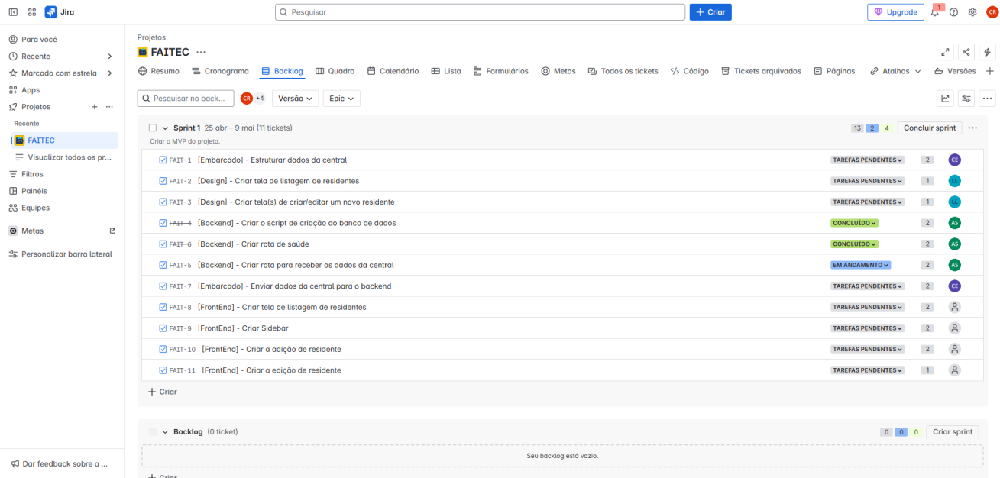 Jira
Pesquisar
+ Criar
Upgrade
1
CR
Para você
Recente
Marcado com estrela
Apps
Projetos
Recente
FAITEC
Visualizar todos os pr...
Filtros
Painéis
Equipes
Metas
Personalizar barra lateral
Dar feedback sobre a ...
Projetos
FAITEC
Resumo Cronograma Backlog Quadro Calendário Lista Formulários Metas Todos os tickets Código Tickets arquivados Páginas Atalhos Versões
Pesquisar no back... CR +4 Versão Epic
Sprint 1 25 abr – 9 mai (11 tickets) 13 2 4 Concluir sprint
Criar o MVP do projeto.
FAIT-1 [Embarcado] - Estruturar dados da central TAREFAS PENDENTES 2 CE
FAIT-2 [Design] - Criar tela de listagem de residentes TAREFAS PENDENTES 1 LL
FAIT-3 [Design] - Criar tela(s) de criar/editar um novo residente TAREFAS PENDENTES 1 LL
FAIT-4 [Backend] - Criar o script de criação do banco de dados CONCLUÍDO 2 AS
FAIT-6 [Backend] - Criar rota de saúde CONCLUÍDO 2 AS
FAIT-5 [Backend] - Criar rota para receber os dados da central EM ANDAMENTO 2 AS
FAIT-7 [Embarcado] - Enviar dados da central para o backend TAREFAS PENDENTES 2 CE
FAIT-8 [FrontEnd] - Criar tela de listagem de residentes TAREFAS PENDENTES 2
FAIT-9 [FrontEnd] - Criar Sidebar TAREFAS PENDENTES 2
FAIT-10 [FrontEnd] - Criar a adição de residente TAREFAS PENDENTES 2
FAIT-11 [FrontEnd] - Criar a edição de residente TAREFAS PENDENTES 1
+ Criar
Backlog (0 ticket) 0 0 0 Criar sprint
Seu backlog está vazio.
+ Criar